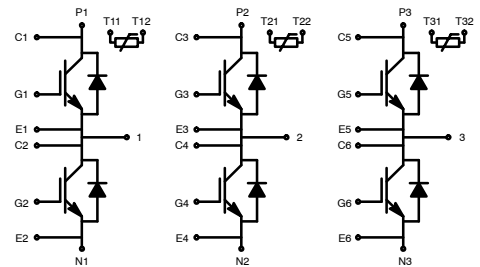 P1 T11 T12 P2 T21 T22 P3 T31 T32
C1 C3 C5
G1 G3 G5
E1 E3 E5
1 2 3
C2 C4 C6
G2 G4 G6
E2 E4 E6
N1 N2 N3